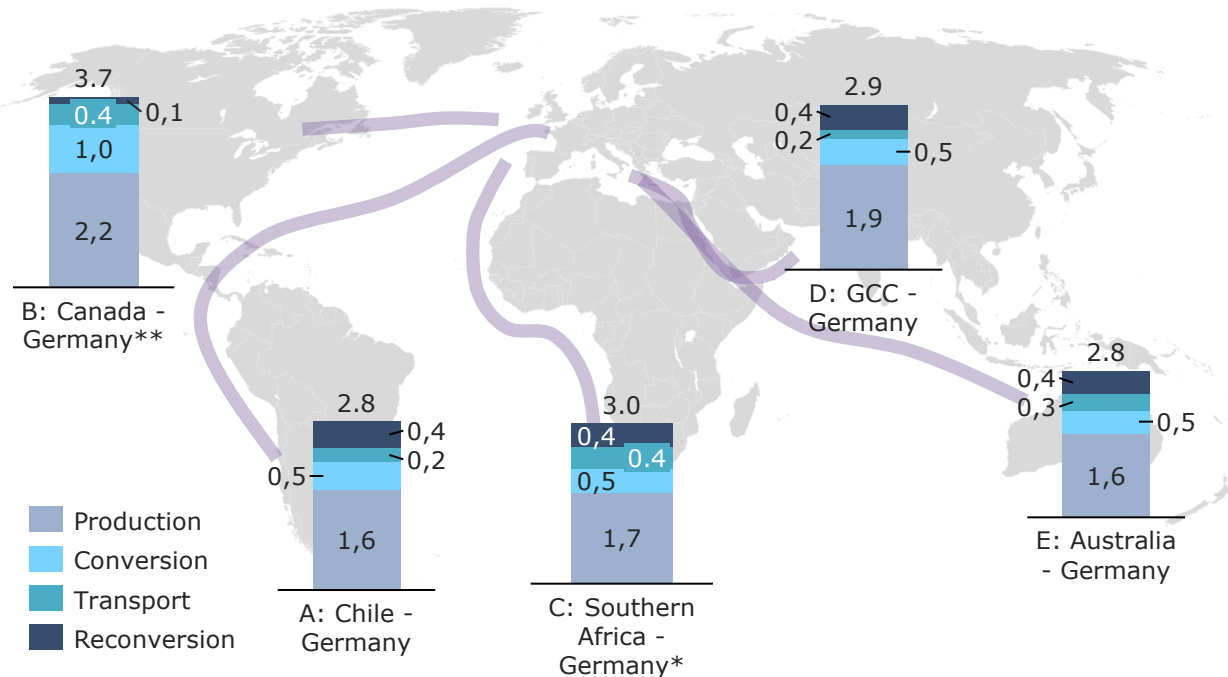 3.7
0,1
0.4
1,0
2,2
B: Canada -
Germany**
2.9
0,4
0,2
0,5
1,9
D: GCC -
Germany
2.8
0,4
0,3
0,5
1,6
E: Australia
- Germany
2.8
0,4
0,2
0,5
1,6
A: Chile -
Germany
3.0
0,4
0.4
0,5
1,7
C: Southern
Africa -
Germany*
Production
Conversion
Transport
Reconversion